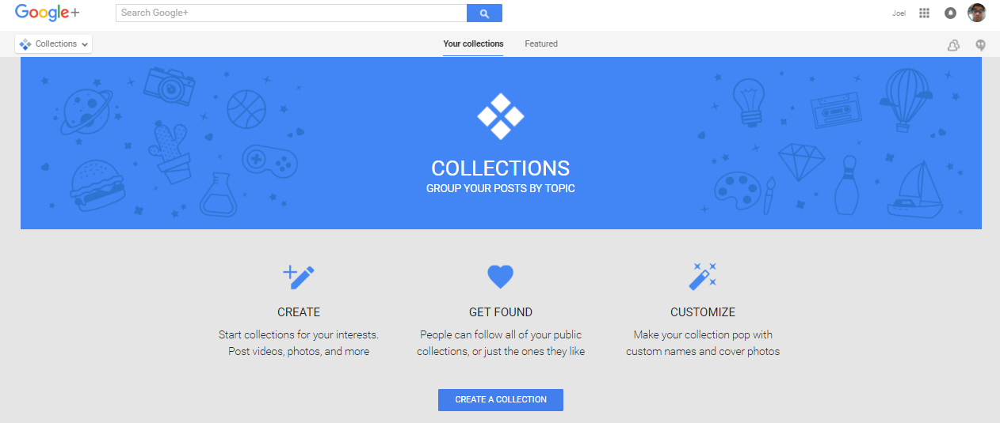 Google+
Search Google+
Joel
Collections
Your collections
Featured
COLLECTIONS
GROUP YOUR POSTS BY TOPIC
CREATE
Start collections for your interests.
Post videos, photos, and more
GET FOUND
People can follow all of your public
collections, or just the ones they like
CUSTOMIZE
Make your collection pop with
custom names and cover photos
CREATE A COLLECTION